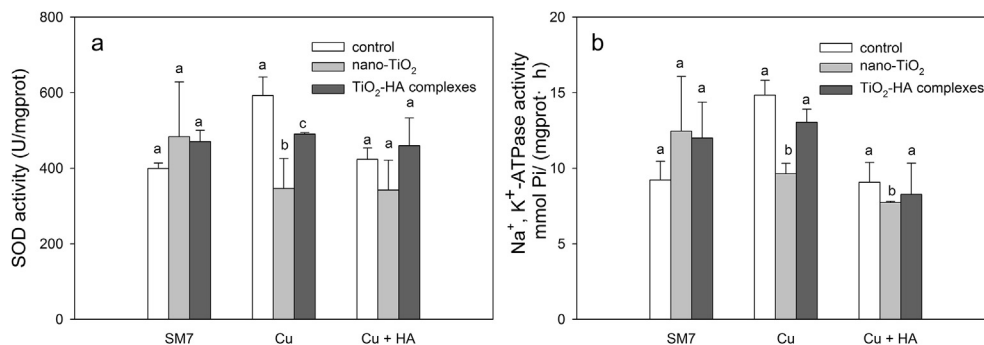 a
SOD activity (U/mgprot)
800
600
400
200
0
control
nano-TiO₂
TiO₂-HA complexes
a a a
a b c
a a a
SM7 Cu Cu + HA
b
Na⁺, K⁺-ATPase activity
mmol Pi/ (mgprot· h)
20
15
10
5
0
control
nano-TiO₂
TiO₂-HA complexes
a a a
a b a
a b a
SM7 Cu Cu + HA